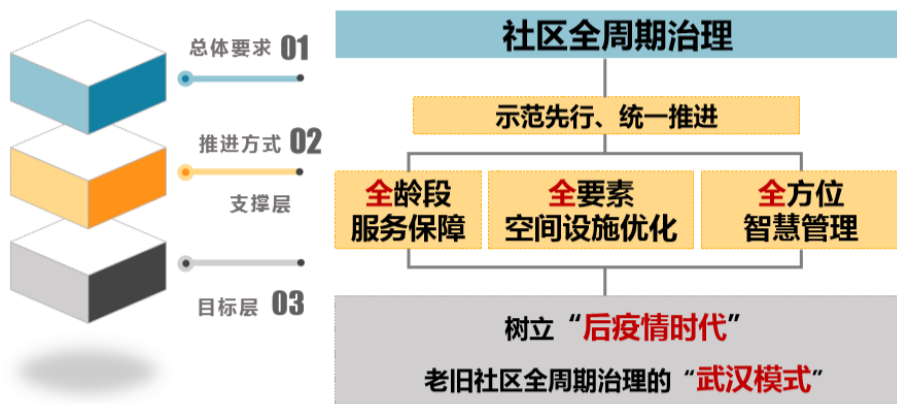 总体要求 01
社区全周期治理
示范先行、统一推进
推进方式 02
支撑层
全龄段
服务保障
全要素
空间设施优化
全方位
智慧管理
目标层 03
树立“后疫情时代”
老旧社区全周期治理的“武汉模式”